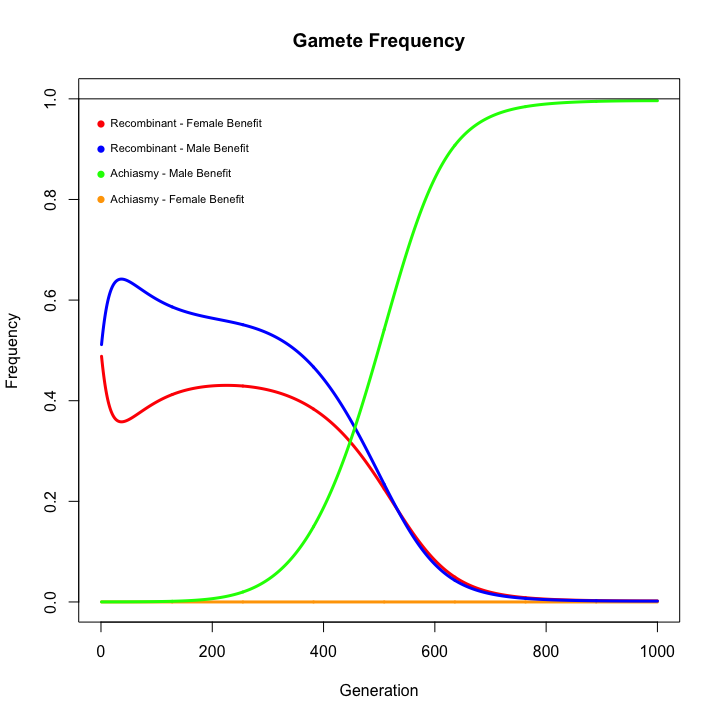 Gamete Frequency
Recombinant - Female Benefit
Recombinant - Male Benefit
Achiasmy - Male Benefit
Achiasmy - Female Benefit
Frequency
1.0
0.8
0.6
0.4
0.2
0.0
0 200 400 600 800 1000
Generation